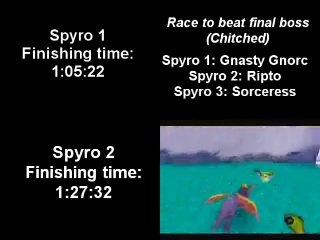 Spyro 1
Finishing time:
1:05:22
Race to beat final boss
(Chitched)
Spyro 1: Gnasty Gnorc
Spyro 2: Ripto
Spyro 3: Sorceress
Spyro 2
Finishing time:
1:27:32